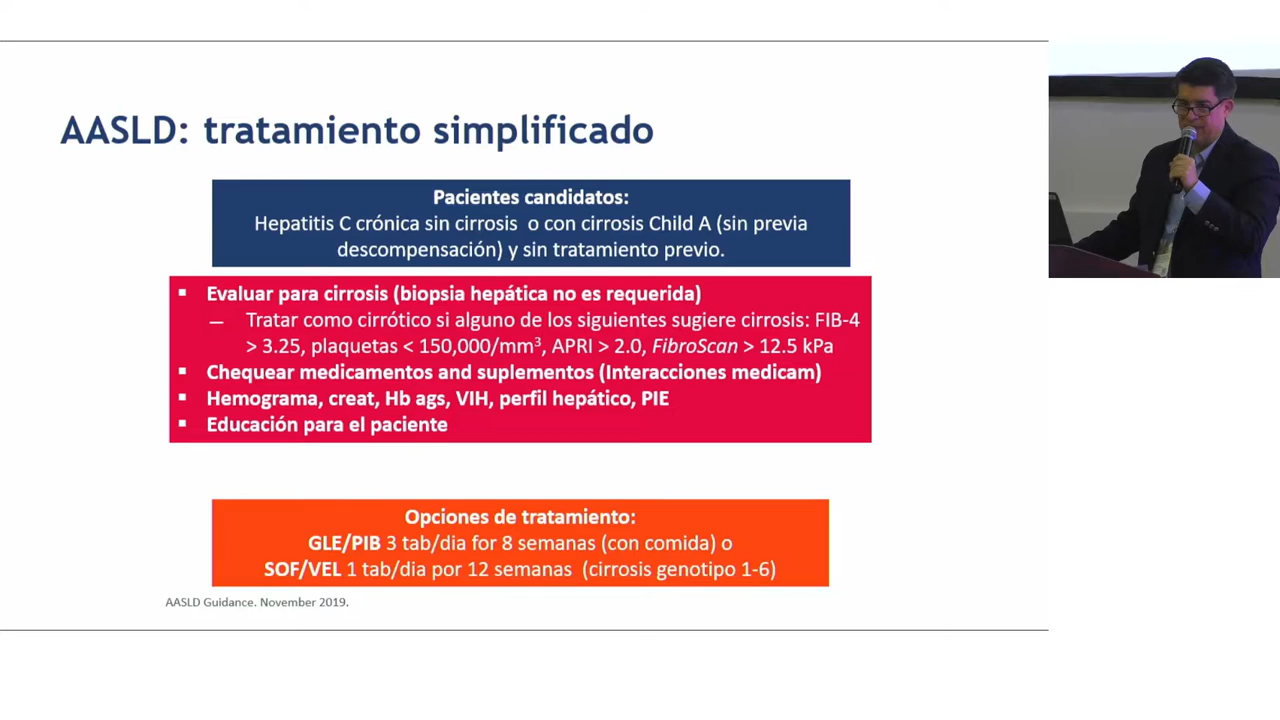 AASLD: tratamiento simplificado
Pacientes candidatos:
Hepatitis C crónica sin cirrosis o con cirrosis Child A (sin previa
descompensación) y sin tratamiento previo.
▪ Evaluar para cirrosis (biopsia hepática no es requerida)
– Tratar como cirrótico si alguno de los siguientes sugiere cirrosis: FIB-4
> 3.25, plaquetas < 150,000/mm³, APRI > 2.0, FibroScan > 12.5 kPa
▪ Chequear medicamentos and suplementos (Interacciones medicam)
▪ Hemograma, creat, Hb ags, VIH, perfil hepático, PIE
▪ Educación para el paciente
Opciones de tratamiento:
GLE/PIB 3 tab/dia for 8 semanas (con comida) o
SOF/VEL 1 tab/dia por 12 semanas (cirrosis genotipo 1-6)
AASLD Guidance. November 2019.